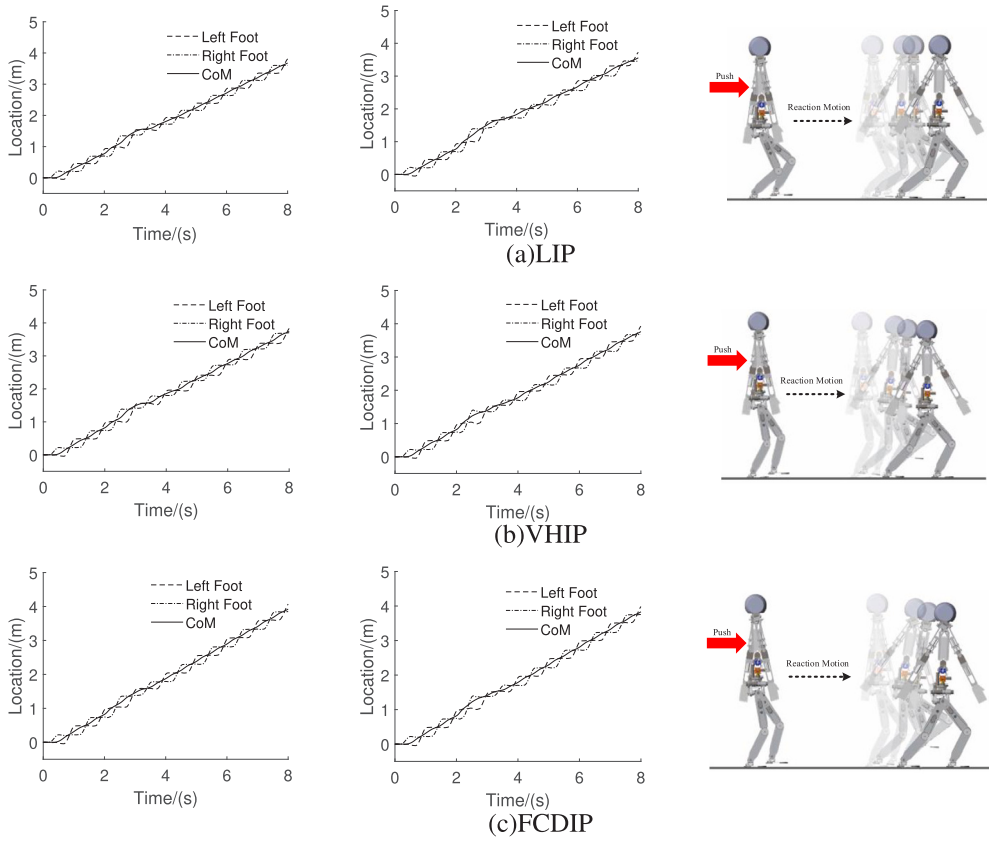 5
4
3
2
1
0
0 2 4 6 8
Location/(m)
Time/(s)
Left Foot
Right Foot
CoM
5
4
3
2
1
0
0 2 4 6 8
Location/(m)
Time/(s)
Left Foot
Right Foot
CoM
Push
Reaction Motion
(a)LIP
5
4
3
2
1
0
0 2 4 6 8
Location/(m)
Time/(s)
Left Foot
Right Foot
CoM
5
4
3
2
1
0
0 2 4 6 8
Location/(m)
Time/(s)
Left Foot
Right Foot
CoM
Push
Reaction Motion
(b)VHIP
5
4
3
2
1
0
0 2 4 6 8
Location/(m)
Time/(s)
Left Foot
Right Foot
CoM
5
4
3
2
1
0
0 2 4 6 8
Location/(m)
Time/(s)
Left Foot
Right Foot
CoM
Push
Reaction Motion
(c)FCDIP